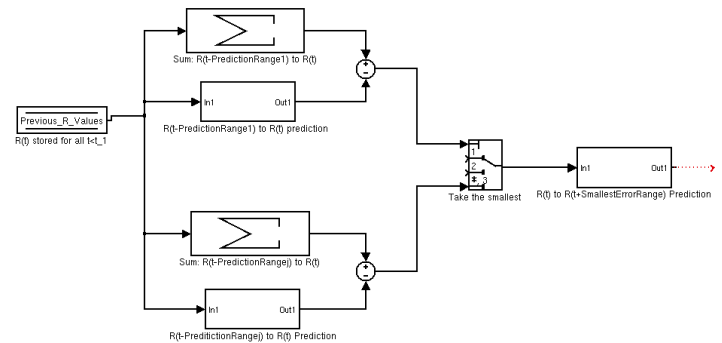 Sum: R(t-PredictionRange1) to R(t)
+
-
In1
Out1
R(t-PredictionRange1) to R(t) prediction
Previous_R_Values
R(t) stored for all t<t_1
1
2
*, 3
Take the smallest
In1
Out1
R(t) to R(t+SmallestErrorRange) Prediction
Sum: R(t-PredictionRangej) to R(t)
+
-
In1
Out1
R(t-PreditictionRangej) to R(t) Prediction